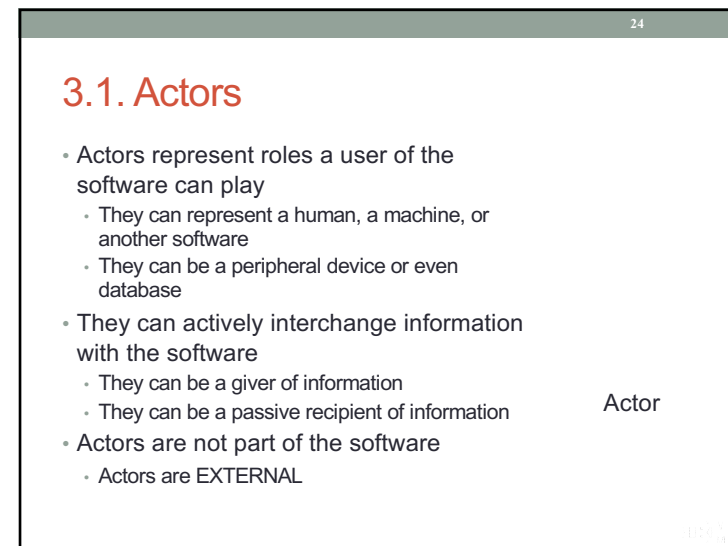 24
3.1. Actors
• Actors represent roles a user of the
software can play
• They can represent a human, a machine, or
another software
• They can be a peripheral device or even
database
• They can actively interchange information
with the software
• They can be a giver of information
• They can be a passive recipient of information
Actor
• Actors are not part of the software
• Actors are EXTERNAL